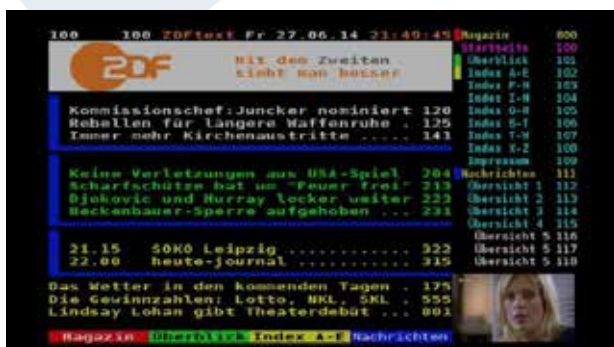 100 100 ZDFtext Fr 27.06.14 21:49:45
ZDF
Mit dem Zweiten
sieht man besser
Kommissionschef:Juncker nominiert 120
Rebellen für längere Waffenruhe . 125
Immer mehr Kirchenaustritte ..... 141
Keine Verletzungen aus USA-Spiel 204
Scharfschütze hat um "Feuer frei" 213
Djokovic und Murray locker weiter 223
Beckenbauer-Sperre aufgehoben ... 231
21.15 SOKO Leipzig ............ 322
22.00 heute-journal ........... 315
Das Wetter in den kommenden Tagen . 175
Die Gewinnzahlen: Lotto, NKL, SKL . 555
Lindsay Lohan gibt Theaterdebüt ... 801
Magazin Überblick Index A-E Nachrichten
Magazin 800
Startseite 100
Überblick 101
Index A-E 102
Index F-H 103
Index I-N 104
Index O-R 105
Index S-T 106
Index T-W 107
Index X-Z 108
Impressum 109
Nachrichten 111
Übersicht 1 112
Übersicht 2 113
Übersicht 3 114
Übersicht 4 115
Übersicht 5 116
Übersicht 5 117
Übersicht 5 118